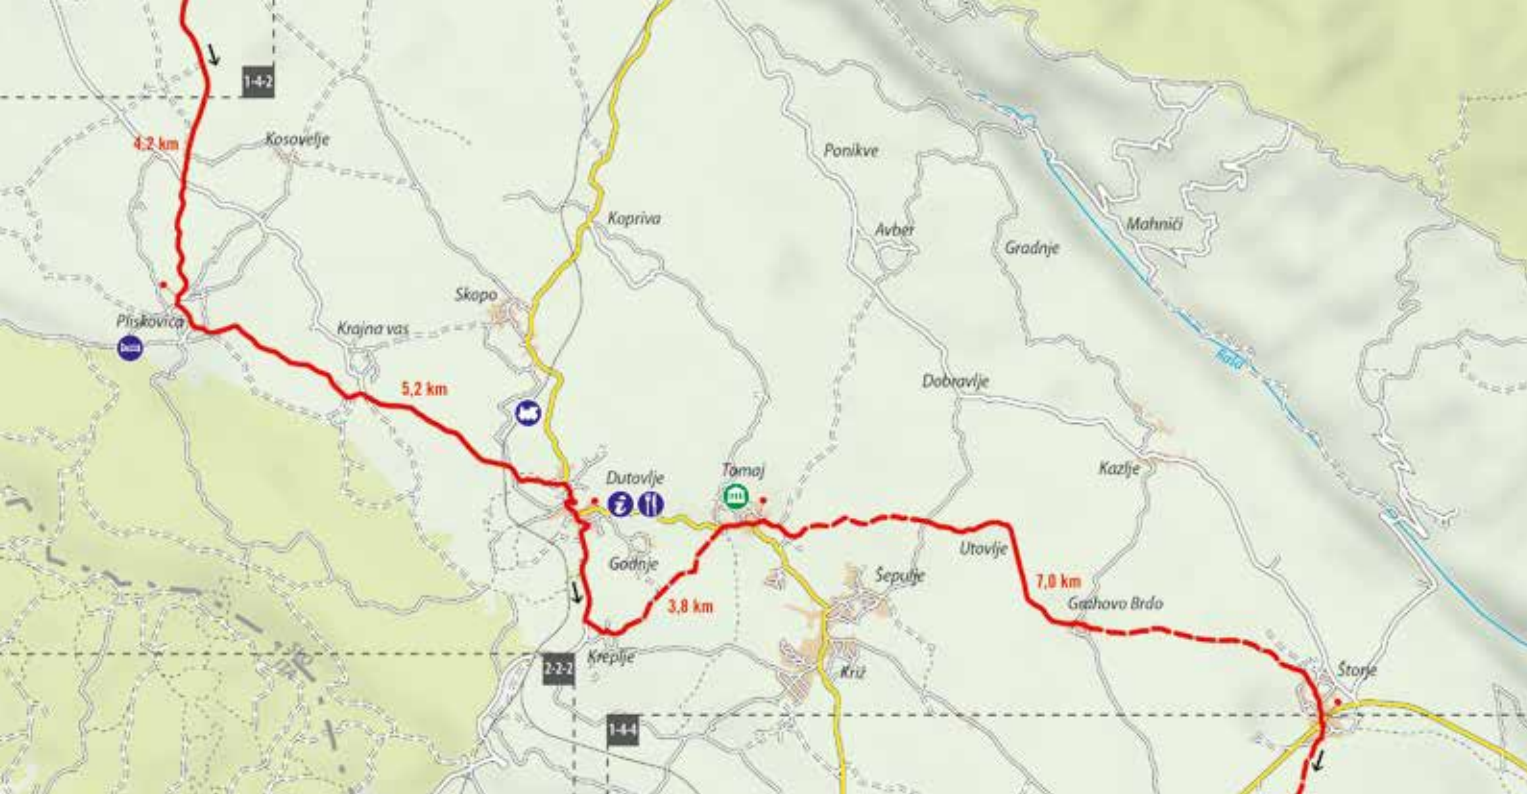 1-4-2
4,2 km
Kosovelje
Ponikve
Kopriva
Avber
Mahniči
Gradnje
Skopo
Pliskovica
Krajna vas
Raša
5,2 km
Dobravlje
Kazlje
Dutovlje
Tomaj
Godnje
Utovlje
Šepulje
7,0 km
3,8 km
Grahovo Brdo
Kreplje
2-2-2
Križ
Štorje
1-4-4